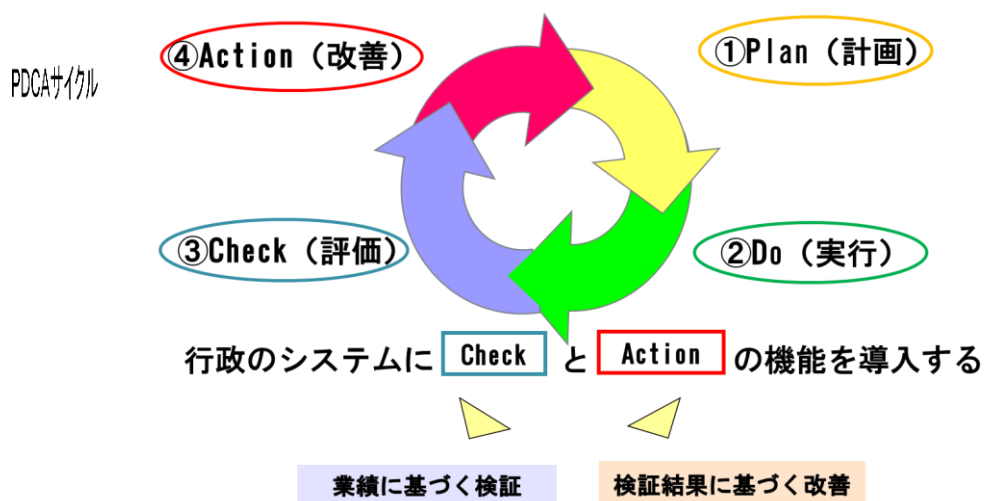 ④Action（改善）
①Plan（計画）
PDCAサイクル
③Check（評価）
②Do（実行）
行政のシステムに Check と Action の機能を導入する
業績に基づく検証
検証結果に基づく改善